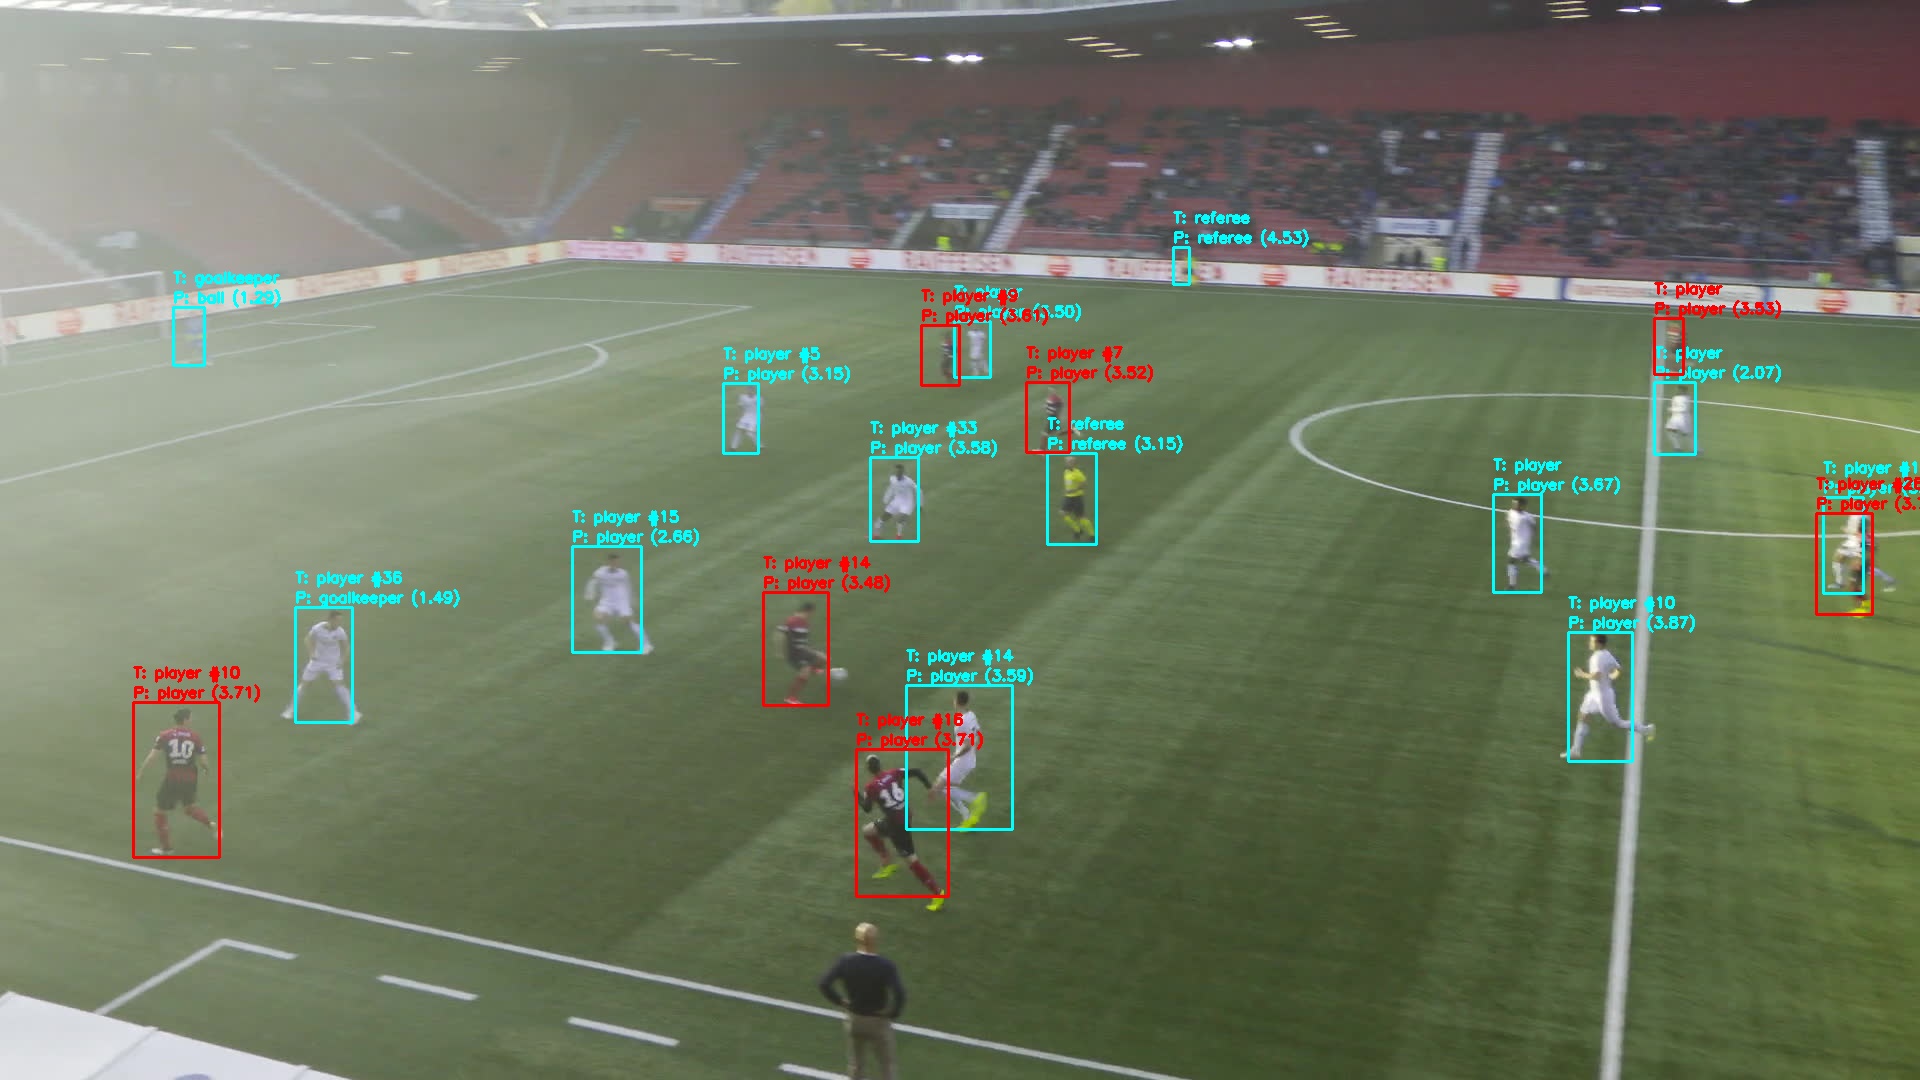 T: referee
P: referee (4.53)
RAIFFEISEN
RAIFFEISEN
RAIFFEISEN
RAIFFEISEN
T: goalkeeper
P: ball (1.29)
T: player #9
P: player (3.61)
T: player
P: player (3.50)
T: player
P: player (3.53)
T: player #5
P: player (3.15)
T: player #7
P: player (3.52)
T: player
P: player (2.07)
T: player #33
P: player (3.58)
T: referee
P: referee (3.15)
T: player
P: player (3.67)
T: player #15
P: player (2.66)
T: player #14
P: player (3.48)
T: player #36
P: goalkeeper (1.49)
T: player #10
P: player (3.87)
T: player #14
P: player (3.59)
T: player #10
P: player (3.71)
10
T: player #16
P: player (3.71)
16